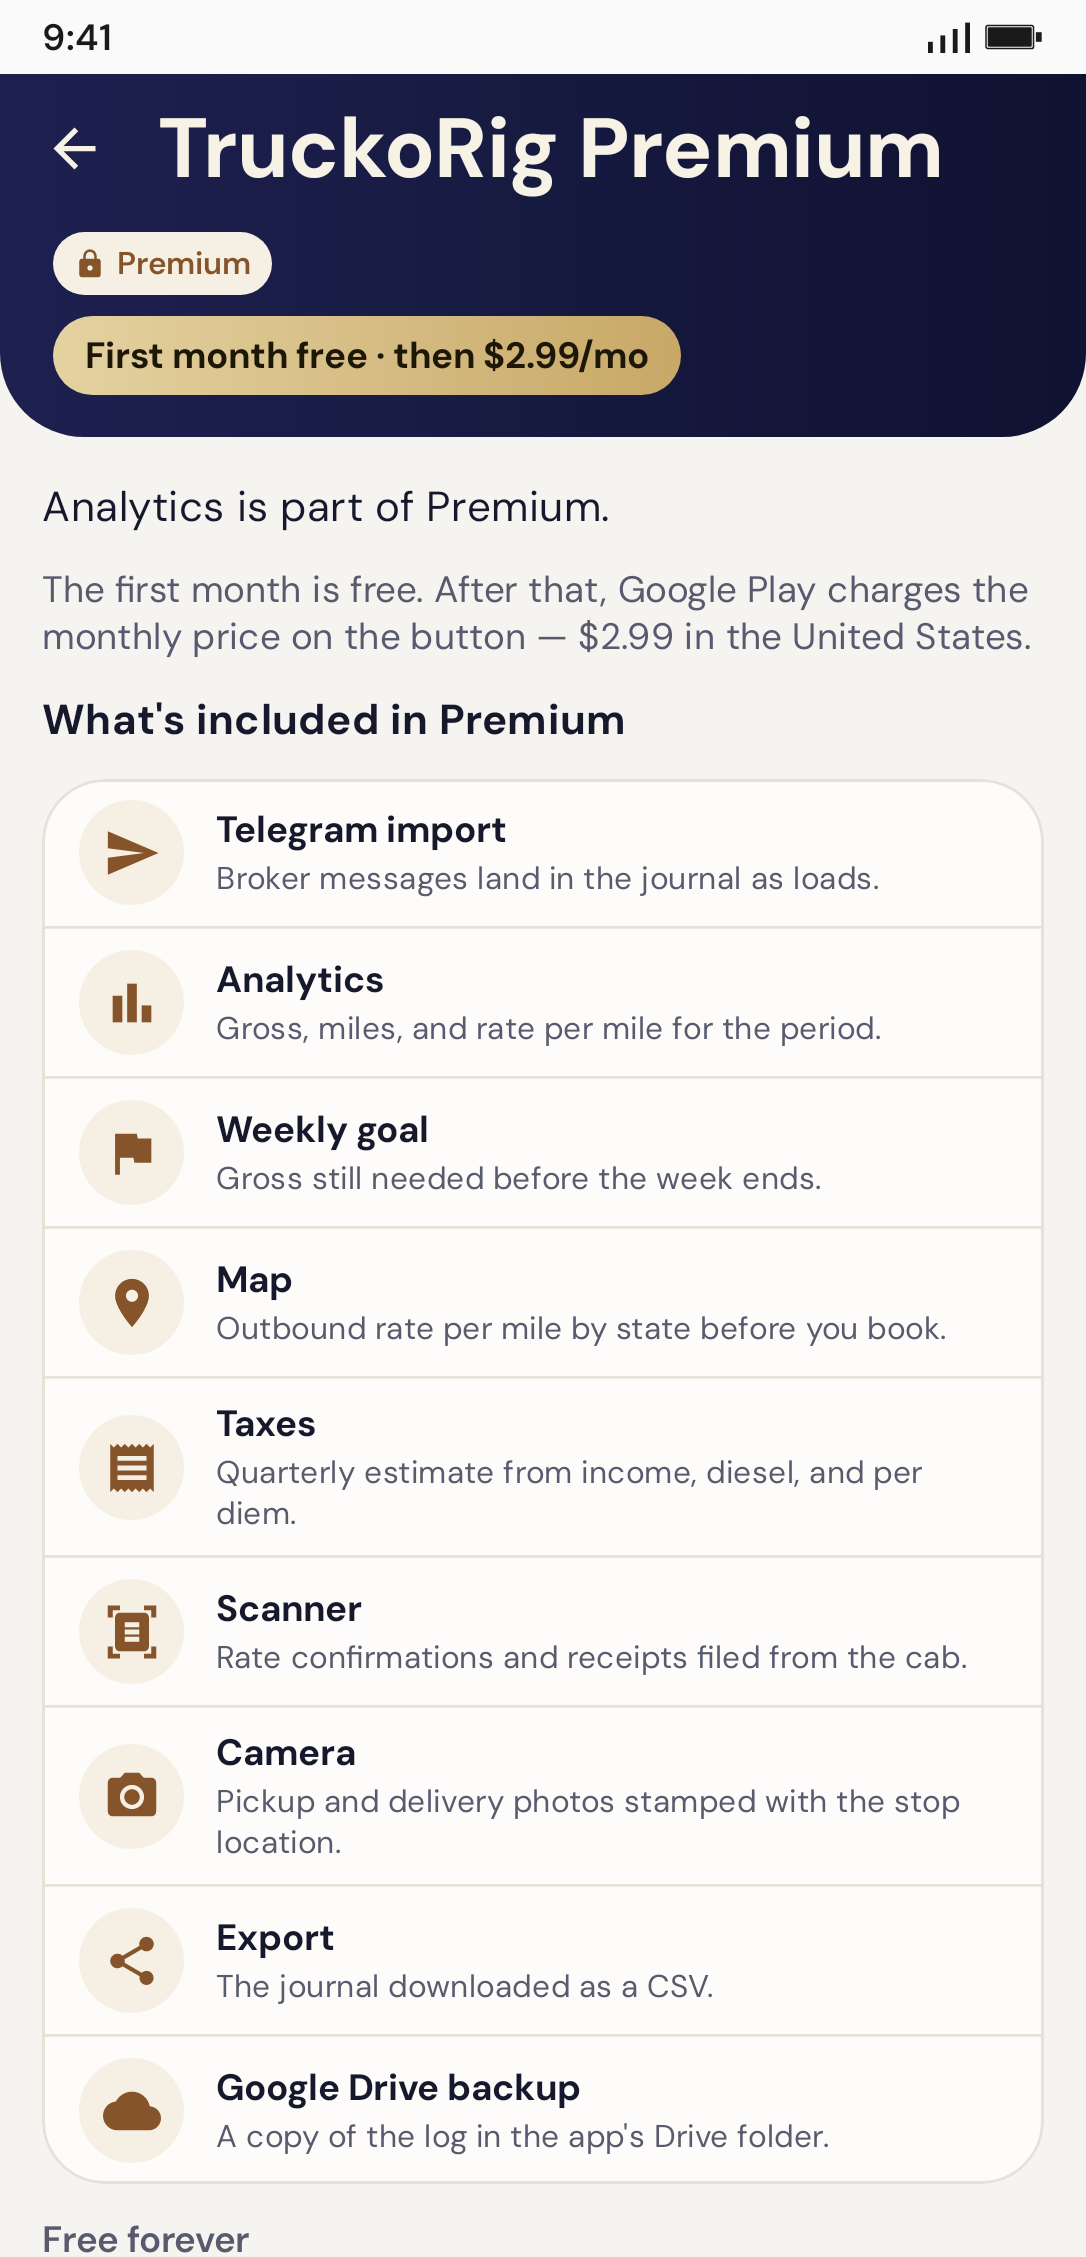 9:41
TruckoRig Premium
Premium
First month free · then $2.99/mo
Analytics is part of Premium.
The first month is free. After that, Google Play charges the
monthly price on the button — $2.99 in the United States.
What's included in Premium
Telegram import
Broker messages land in the journal as loads.
Analytics
Gross, miles, and rate per mile for the period.
Weekly goal
Gross still needed before the week ends.
Map
Outbound rate per mile by state before you book.
Taxes
Quarterly estimate from income, diesel, and per
diem.
Scanner
Rate confirmations and receipts filed from the cab.
Camera
Pickup and delivery photos stamped with the stop
location.
Export
The journal downloaded as a CSV.
Google Drive backup
A copy of the log in the app's Drive folder.
Free forever